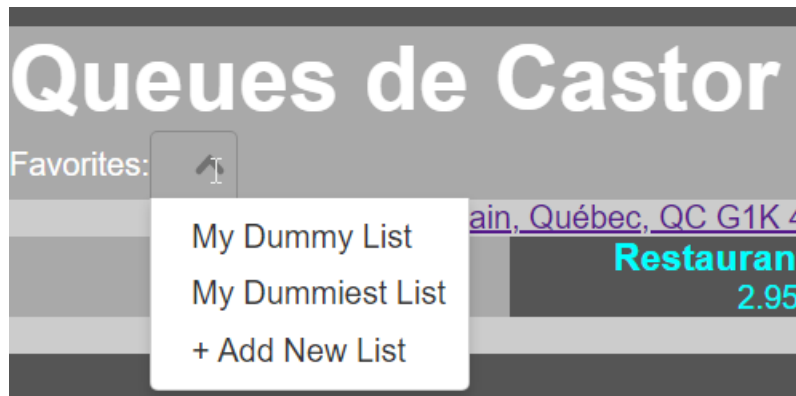 Queues de Castor
Favorites:
ain, Québec, QC G1K
My Dummy List
Restauran
My Dummiest List
2.95
+ Add New List